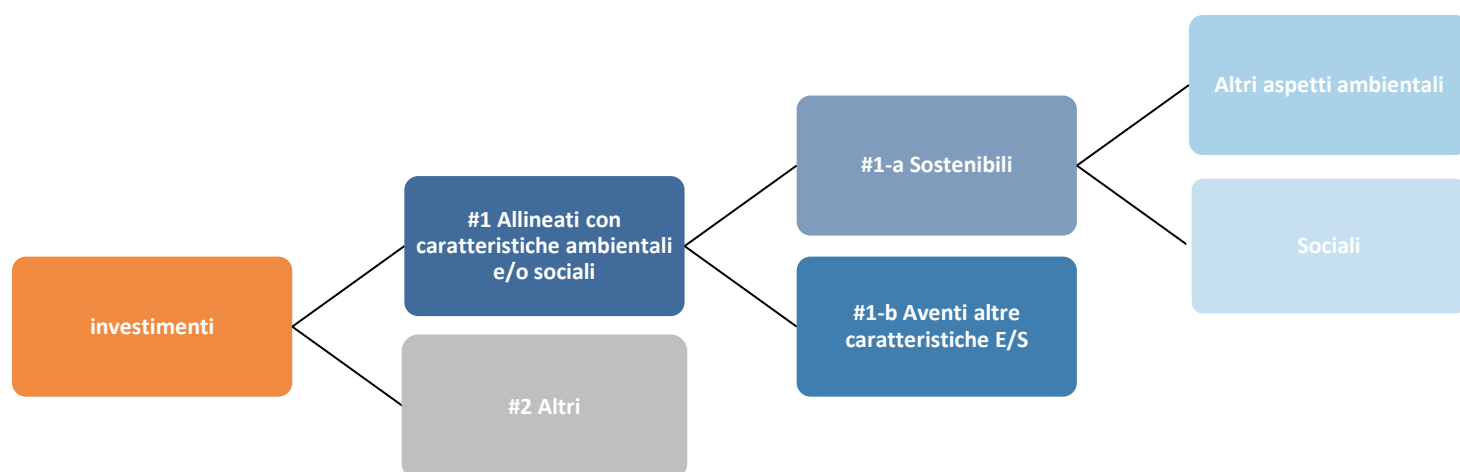 investimenti
#1 Allineati con
caratteristiche ambientali
e/o sociali
#2 Altri
#1-a Sostenibili
#1-b Aventi altre
caratteristiche E/S
Altri aspetti ambientali
Sociali